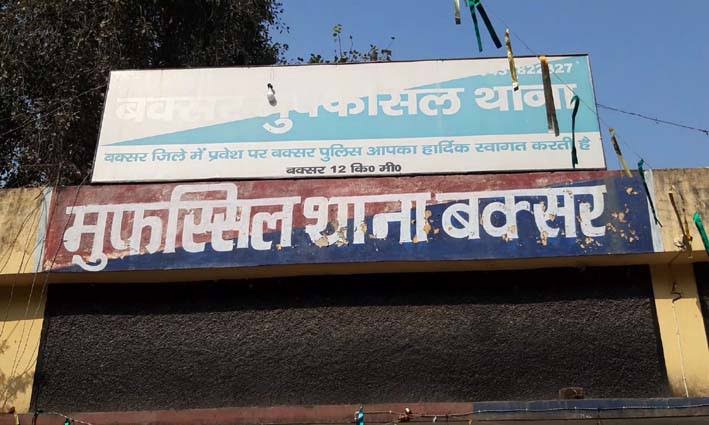 बक्सर मुफ्फसिल थाना
बक्सर जिले में प्रवेश पर बक्सर पुलिस आपका हार्दिक स्वागत करती है
बक्सर 12 कि० मी०
मुफस्सिल थाना बक्सर